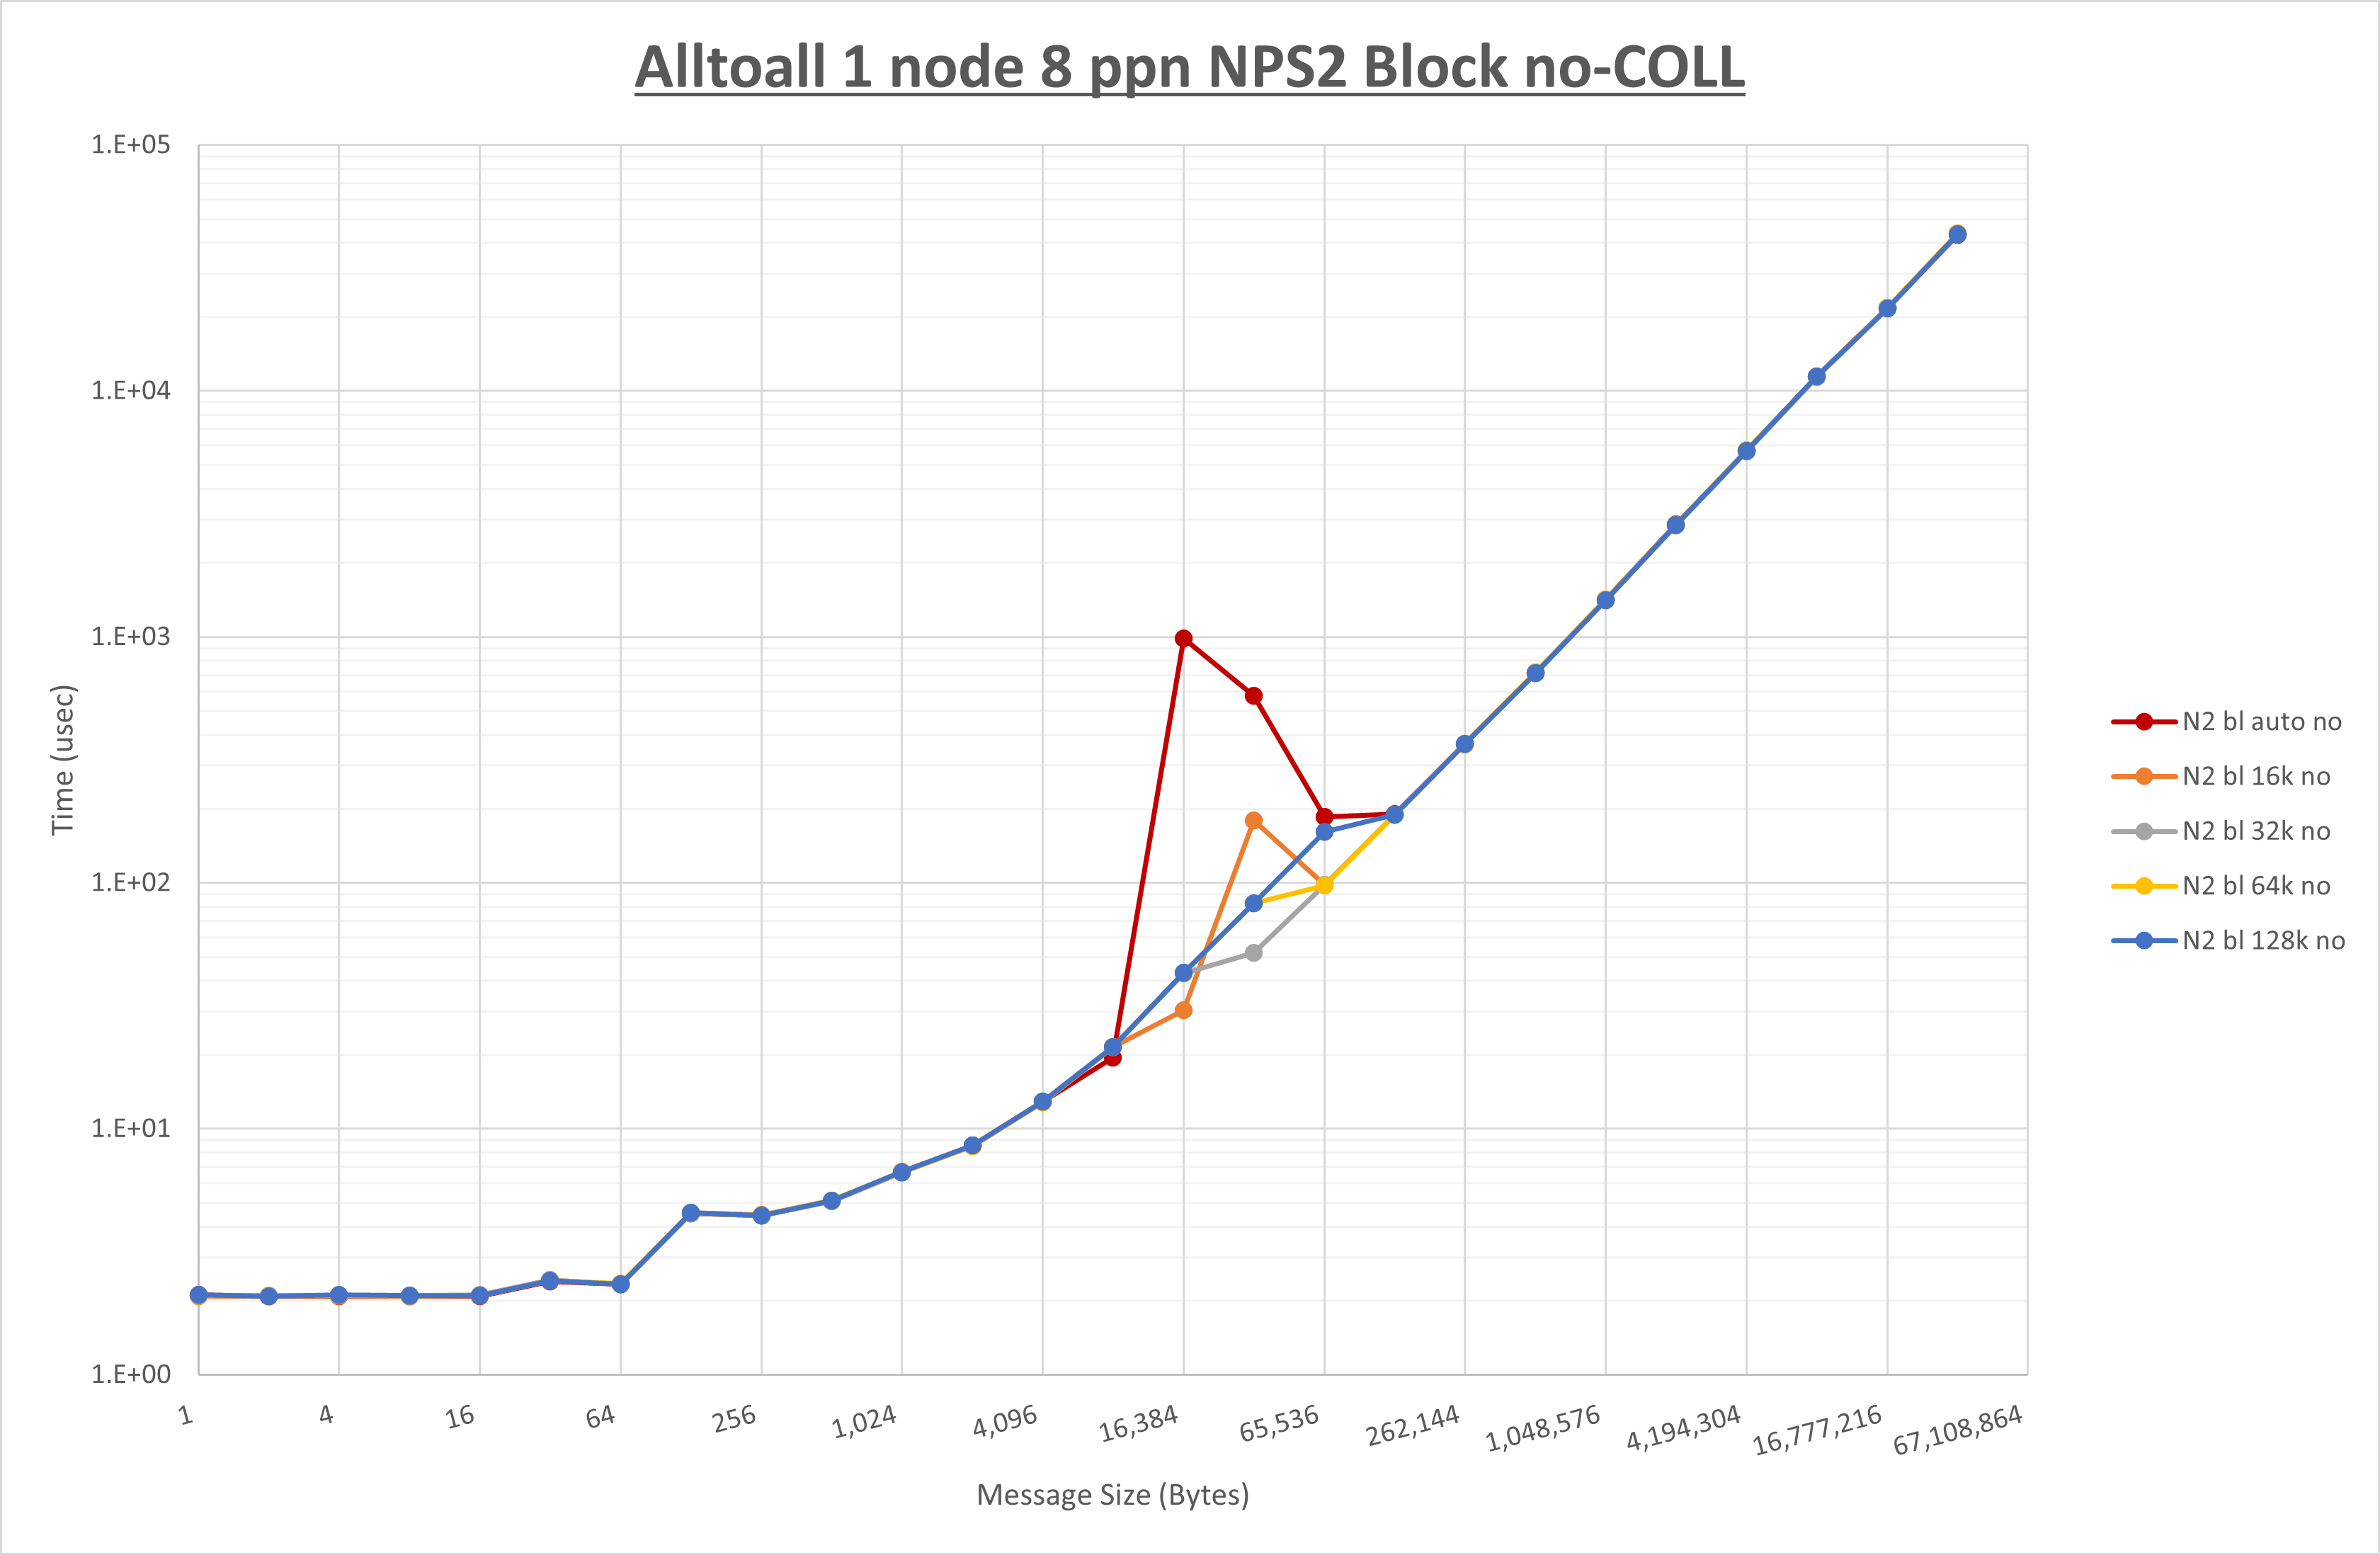 Alltoall 1 node 8 ppn NPS2 Block no-COLL
1.E+05
1.E+04
1.E+03
1.E+02
1.E+01
1.E+00
Time (usec)
1
4
16
64
256
1,024
4,096
16,384
65,536
262,144
1,048,576
4,194,304
16,777,216
67,108,864
Message Size (Bytes)
N2 bl auto no
N2 bl 16k no
N2 bl 32k no
N2 bl 64k no
N2 bl 128k no